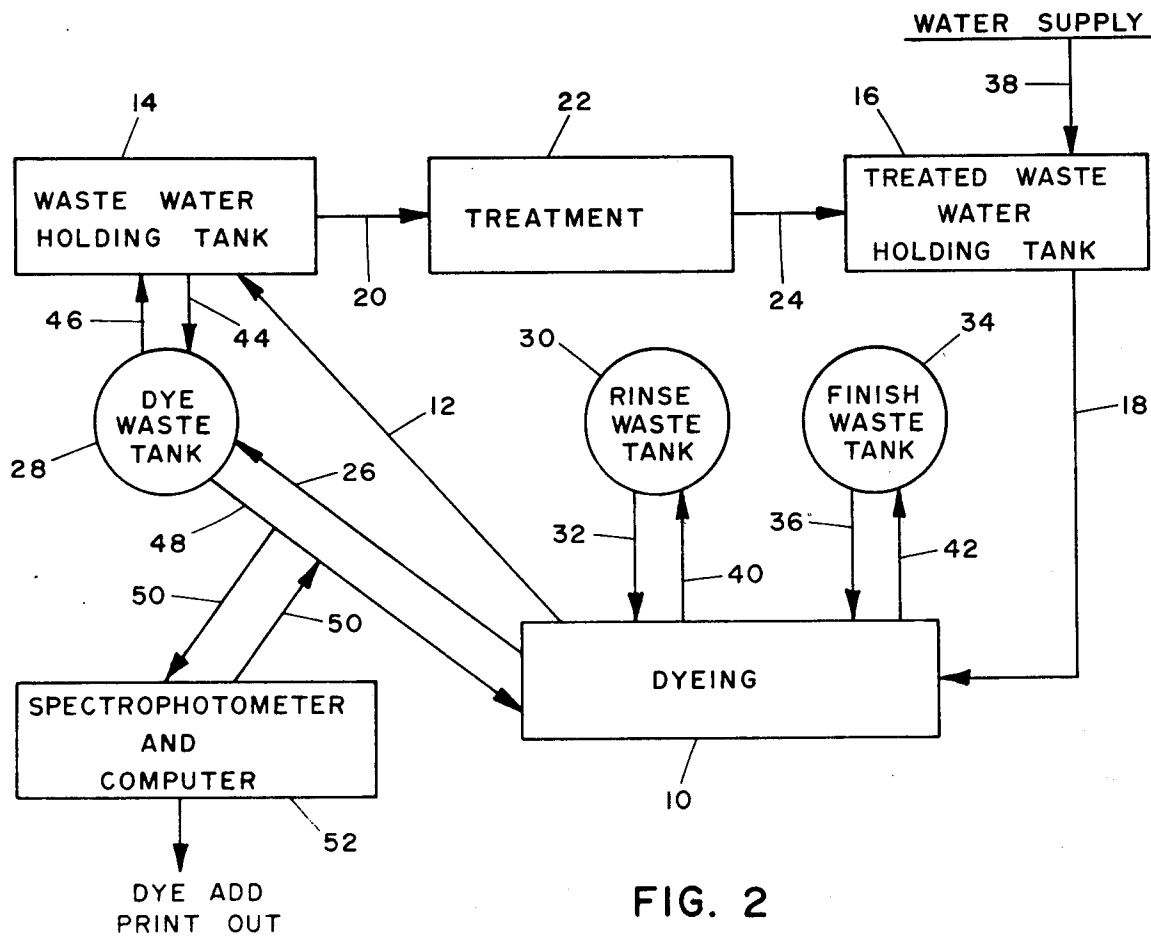 WATER SUPPLY
38
14
22
16
WASTE WATER
HOLDING TANK
TREATMENT
TREATED WASTE
WATER
HOLDING TANK
20
24
46
44
30
34
DYE
WASTE
TANK
12
RINSE
WASTE
TANK
FINISH
WASTE
TANK
18
28
26
48
32
40
36
42
50
50
SPECTROPHOTOMETER
AND
COMPUTER
DYEING
10
52
DYE ADD
PRINT OUT
FIG. 2